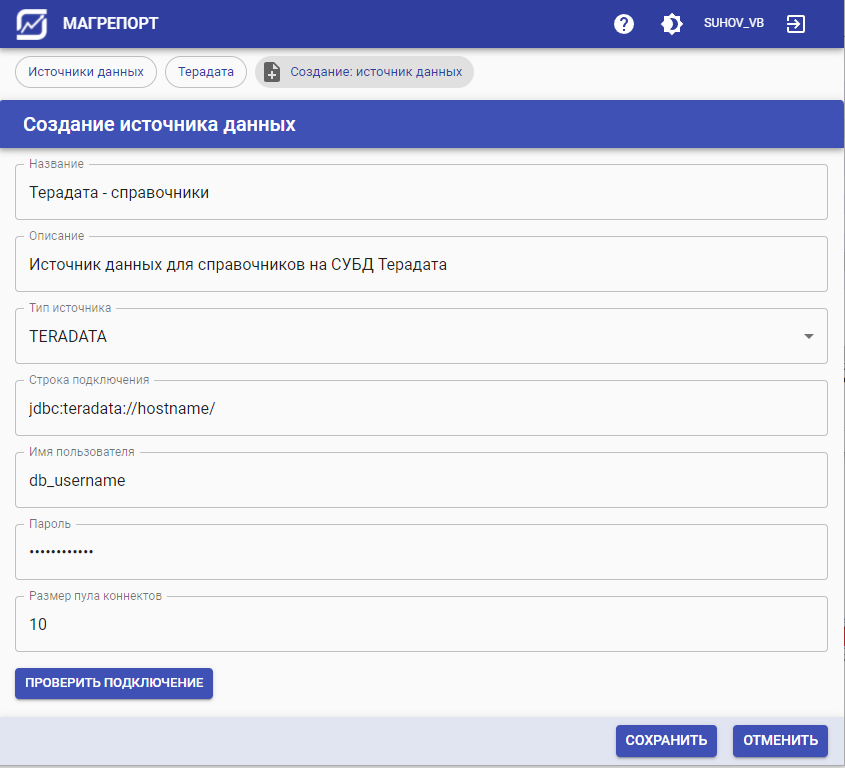 МАГРЕПОРТ
SUHOV_VB
Источники данных
Терадата
Создание: источник данных
Создание источника данных
Название
Терадата - справочники
Описание
Источник данных для справочников на СУБД Терадата
Тип источника
TERADATA
Строка подключения
jdbc:teradata://hostname/
Имя пользователя
db_username
Пароль
••••••••••••
Размер пула коннектов
10
ПРОВЕРИТЬ ПОДКЛЮЧЕНИЕ
СОХРАНИТЬ
ОТМЕНИТЬ